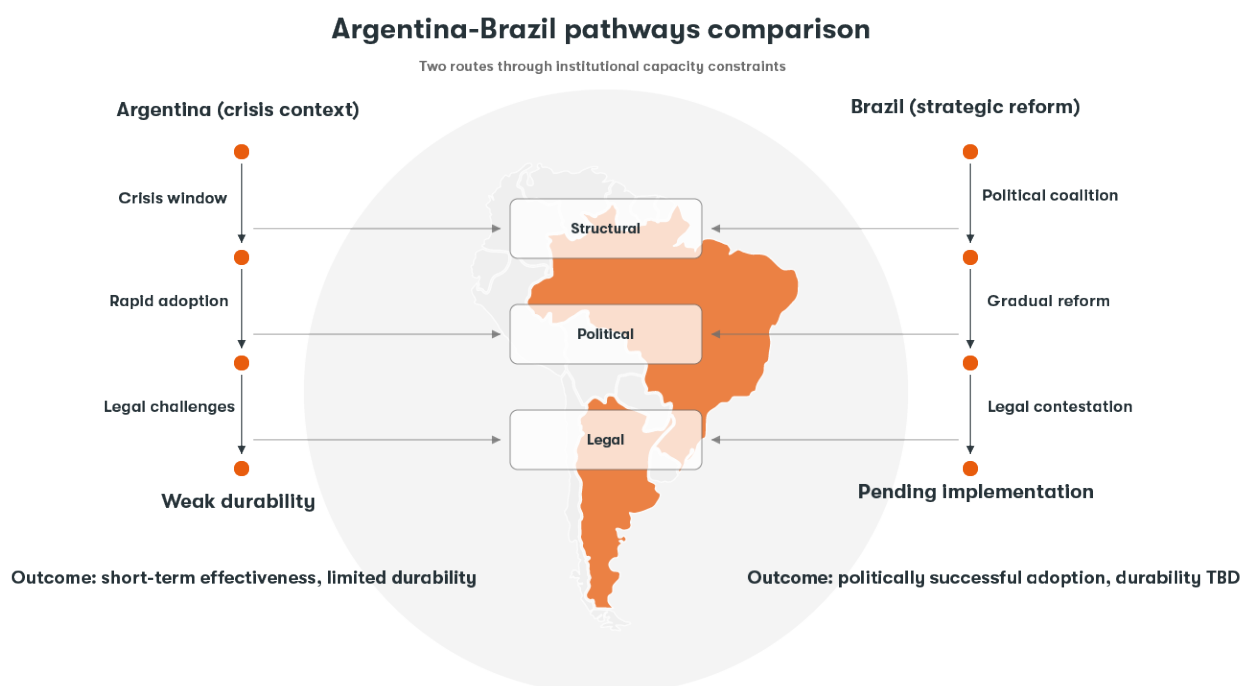 Argentina-Brazil pathways comparison
Two routes through institutional capacity constraints
Argentina (crisis context)
Crisis window
Rapid adoption
Legal challenges
Weak durability
Outcome: short-term effectiveness, limited durability
Structural
Political
Legal
Brazil (strategic reform)
Political coalition
Gradual reform
Legal contestation
Pending implementation
Outcome: politically successful adoption, durability TBD